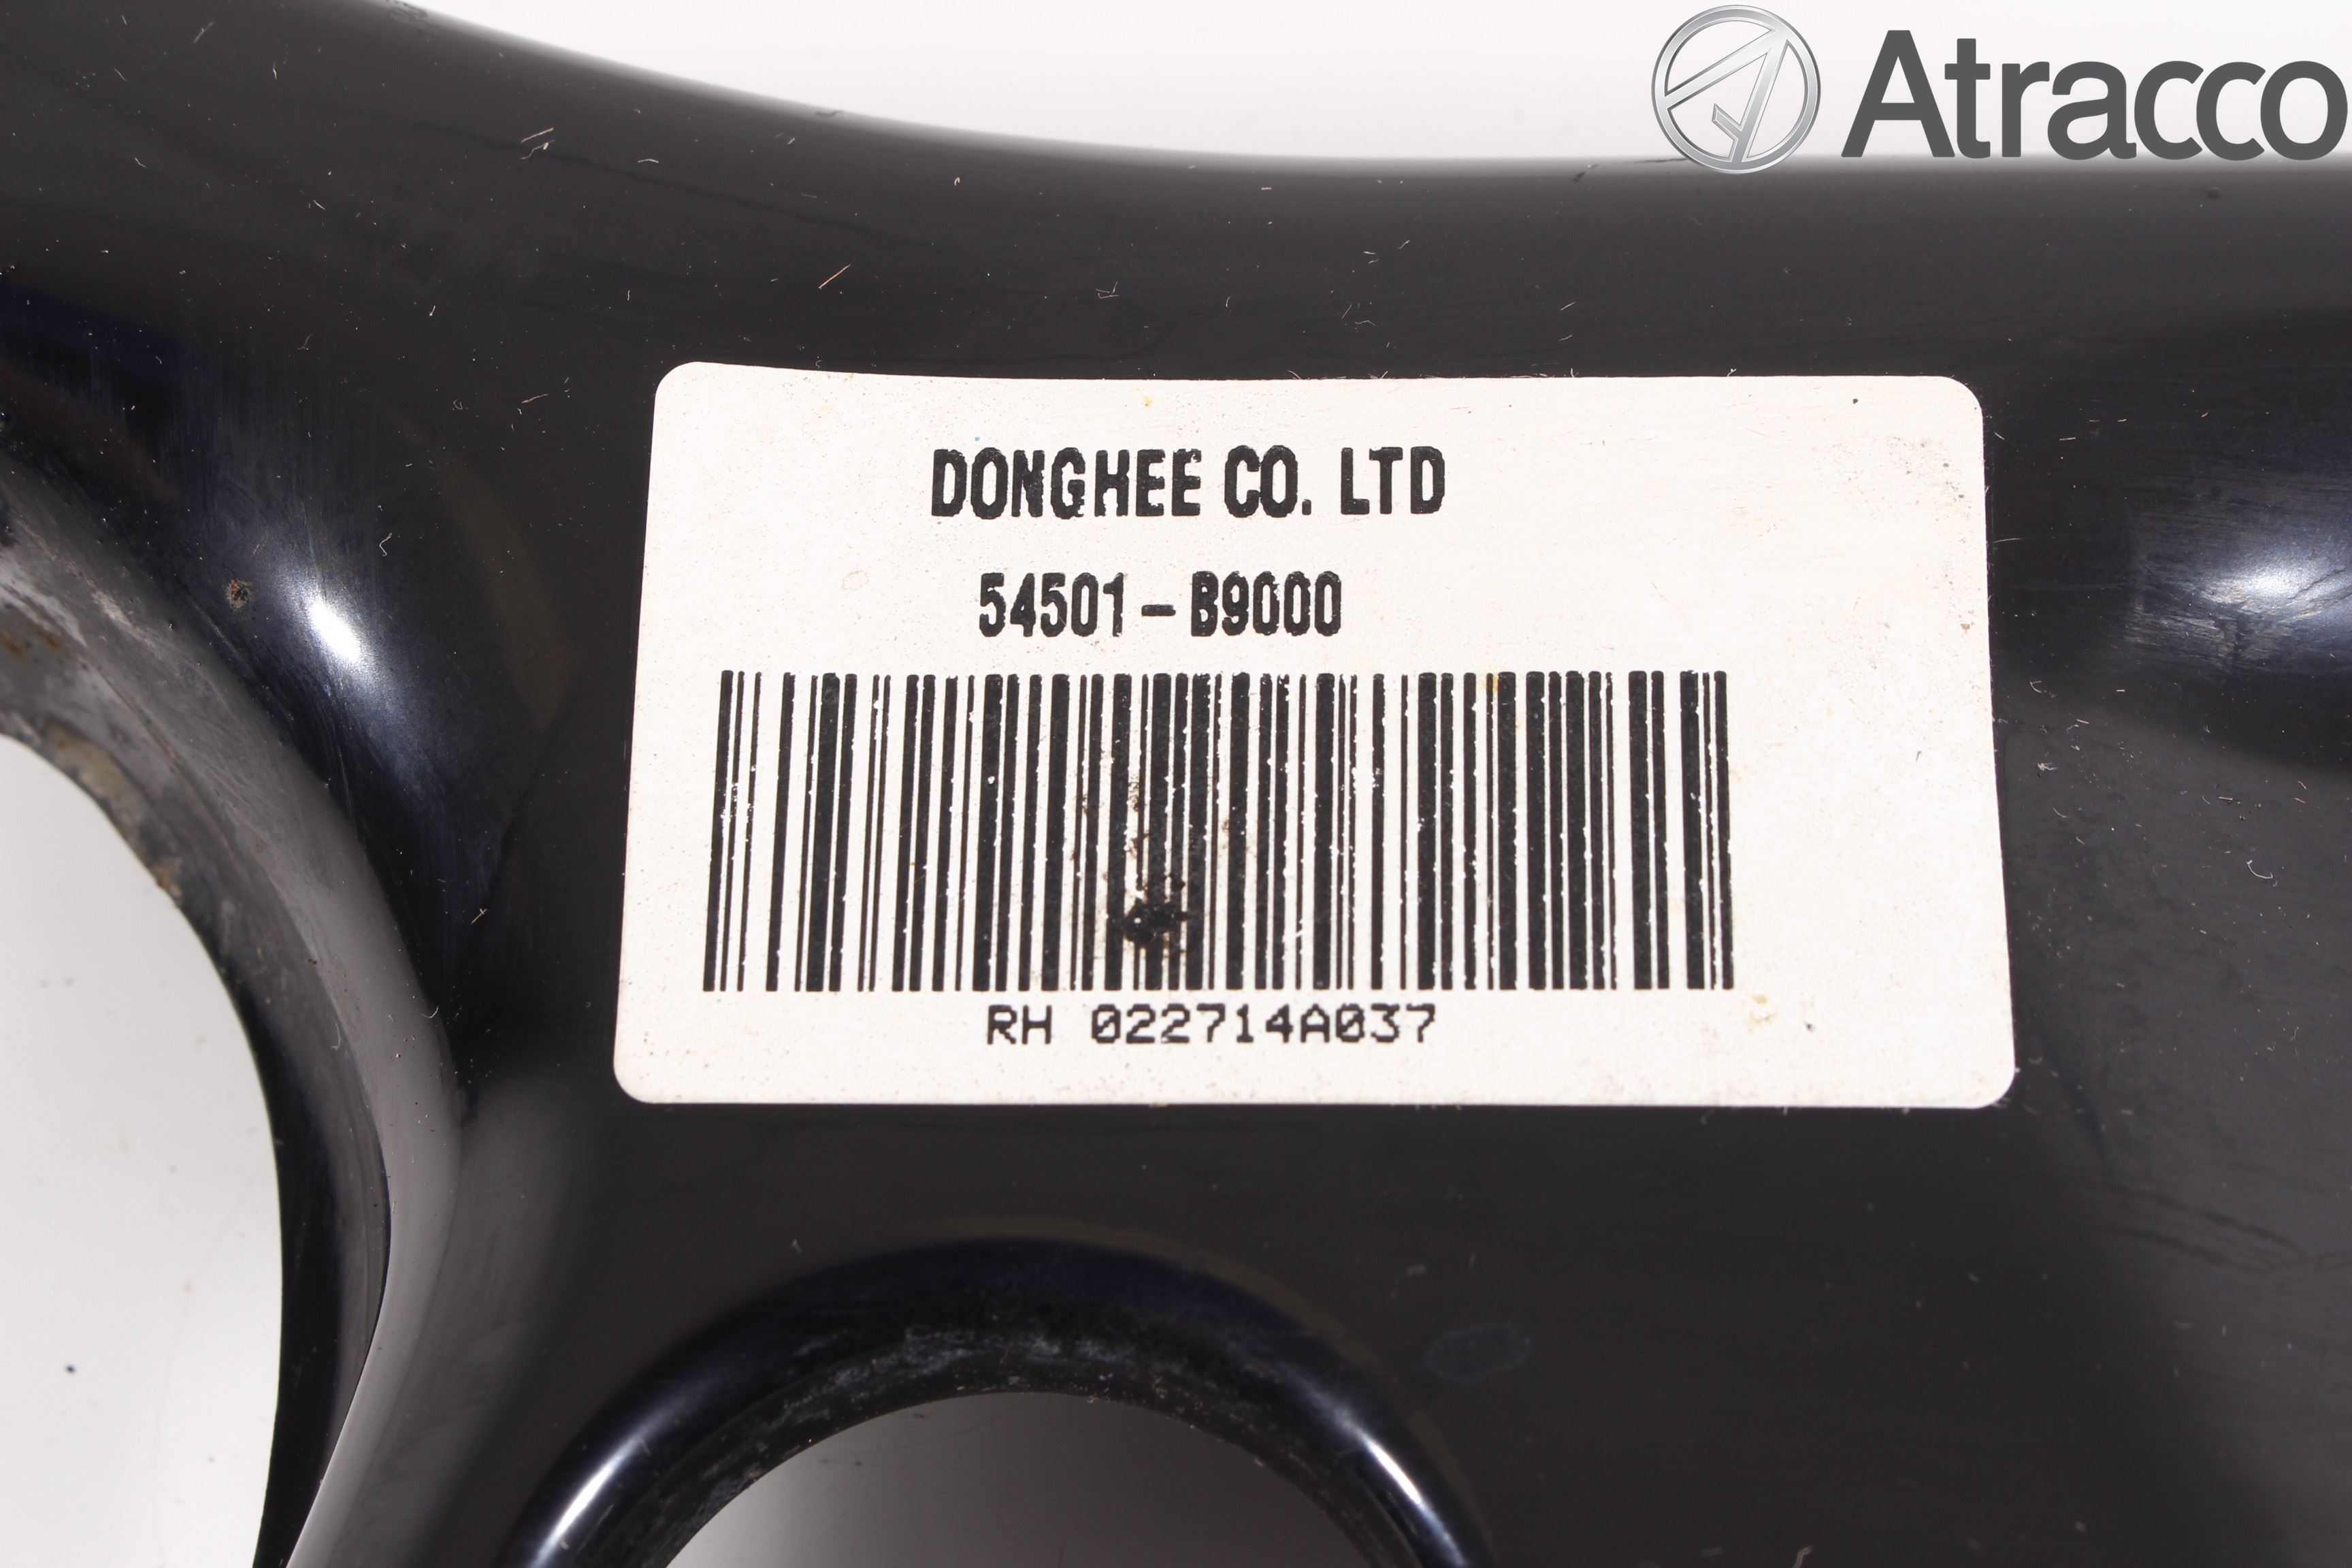 Atracco
DONGHEE CO. LTD
54501-B9000
RH 022714A037